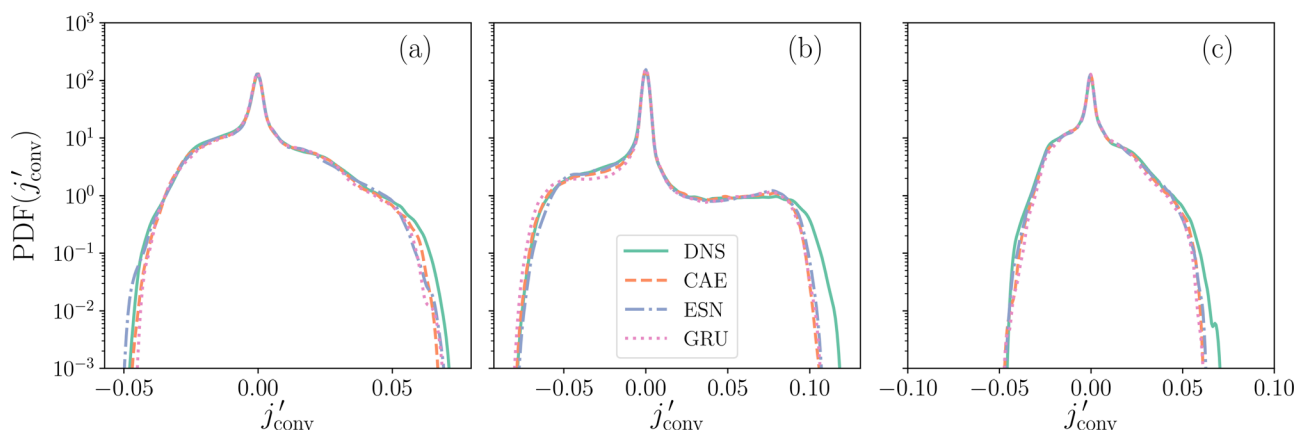 (a) (b) (c)
PDF(j′conv)
10³
10²
10¹
10⁰
10⁻¹
10⁻²
10⁻³
DNS
CAE
ESN
GRU
−0.05 0.00 0.05
−0.05 0.00 0.05 0.10
−0.10 −0.05 0.00 0.05 0.10
j′conv j′conv j′conv